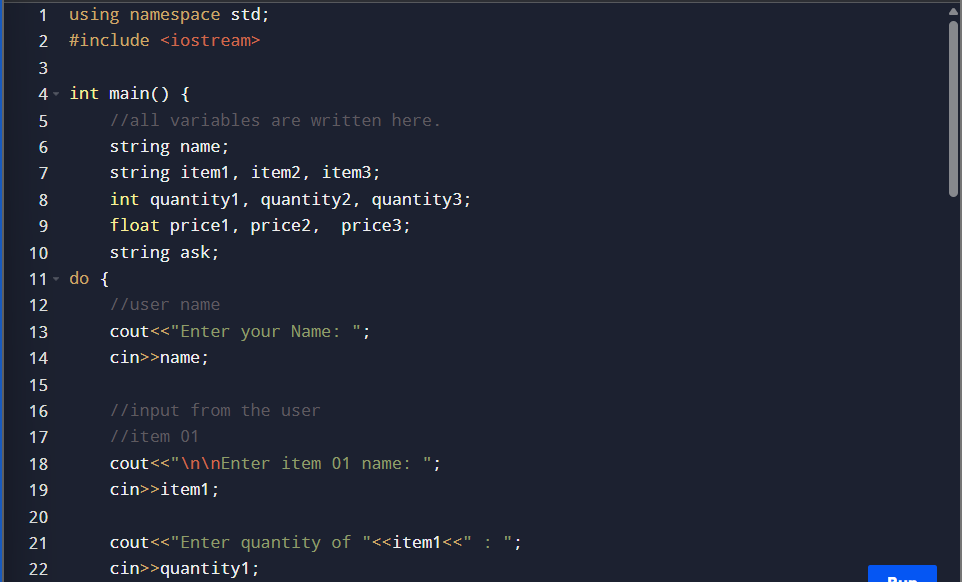 1 using namespace std;
2 #include <iostream>
3
4 int main() {
5     //all variables are written here.
6     string name;
7     string item1, item2, item3;
8     int quantity1, quantity2, quantity3;
9     float price1, price2,  price3;
10     string ask;
11 do {
12     //user name
13     cout<<"Enter your Name: ";
14     cin>>name;
15
16     //input from the user
17     //item 01
18     cout<<"\n\nEnter item 01 name: ";
19     cin>>item1;
20
21     cout<<"Enter quantity of "<<item1<<" : ";
22     cin>>quantity1;
Run